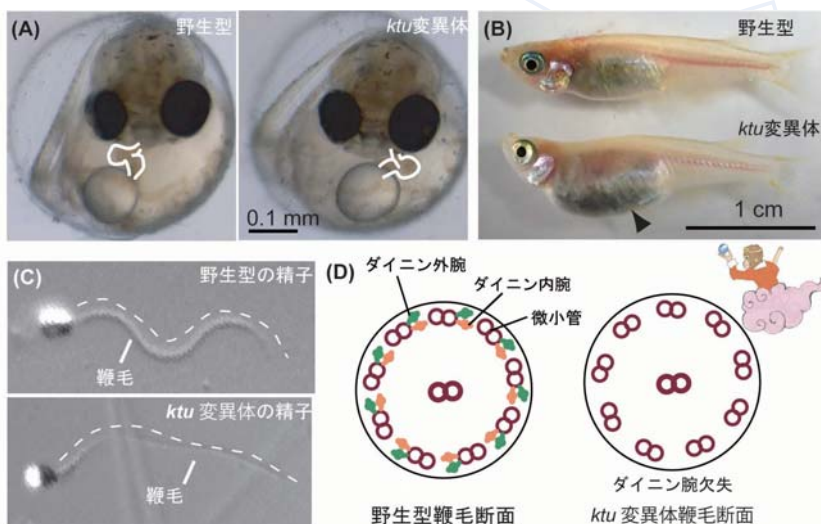 (A)
野生型
ktu変異体
0.1 mm
(B)
野生型
ktu変異体
1 cm
(C)
野生型の精子
鞭毛
ktu 変異体の精子
鞭毛
(D)
ダイニン外腕
ダイニン内腕
微小管
野生型鞭毛断面
ダイニン腕欠失
ktu 変異体鞭毛断面